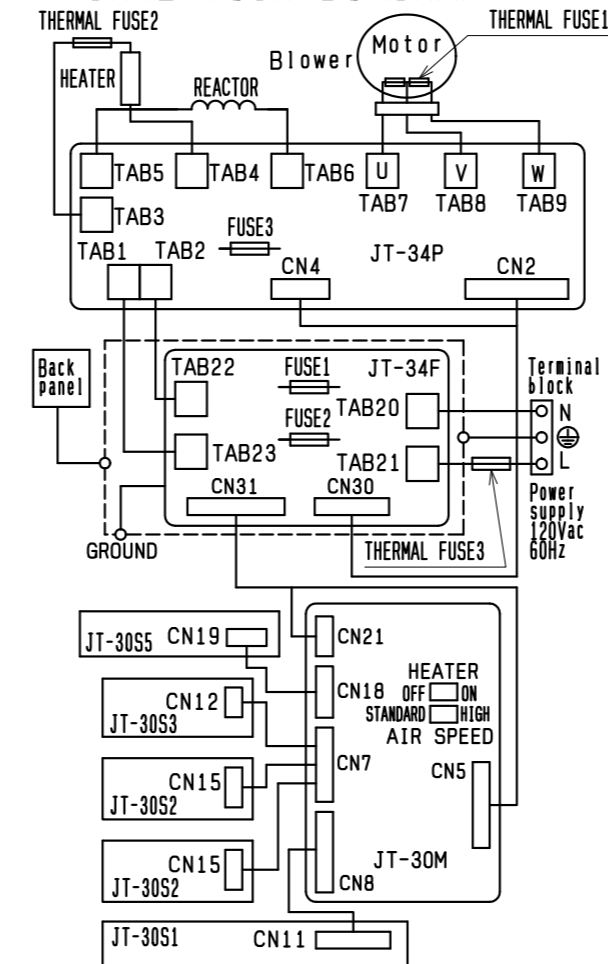 THERMAL FUSE2
THERMAL FUSE1
Motor
Blower
HEATER
REACTOR
TAB5
TAB4
TAB6
U
V
W
TAB7
TAB8
TAB9
TAB3
FUSE3
JT-34P
TAB1
TAB2
CN4
CN2
Back
panel
TAB22
FUSE1
JT-34F
Terminal
block
TAB20
N
FUSE2
TAB23
TAB21
L
CN31
CN30
Power
supply
120Vac
60Hz
GROUND
THERMAL FUSE3
JT-30S5
CN19
CN21
HEATER
OFF
ON
CN18
STANDARD
HIGH
AIR SPEED
CN12
JT-30S3
CN7
CN5
CN15
JT-30S2
CN15
JT-30S2
JT-30M
CN8
JT-30S1
CN11